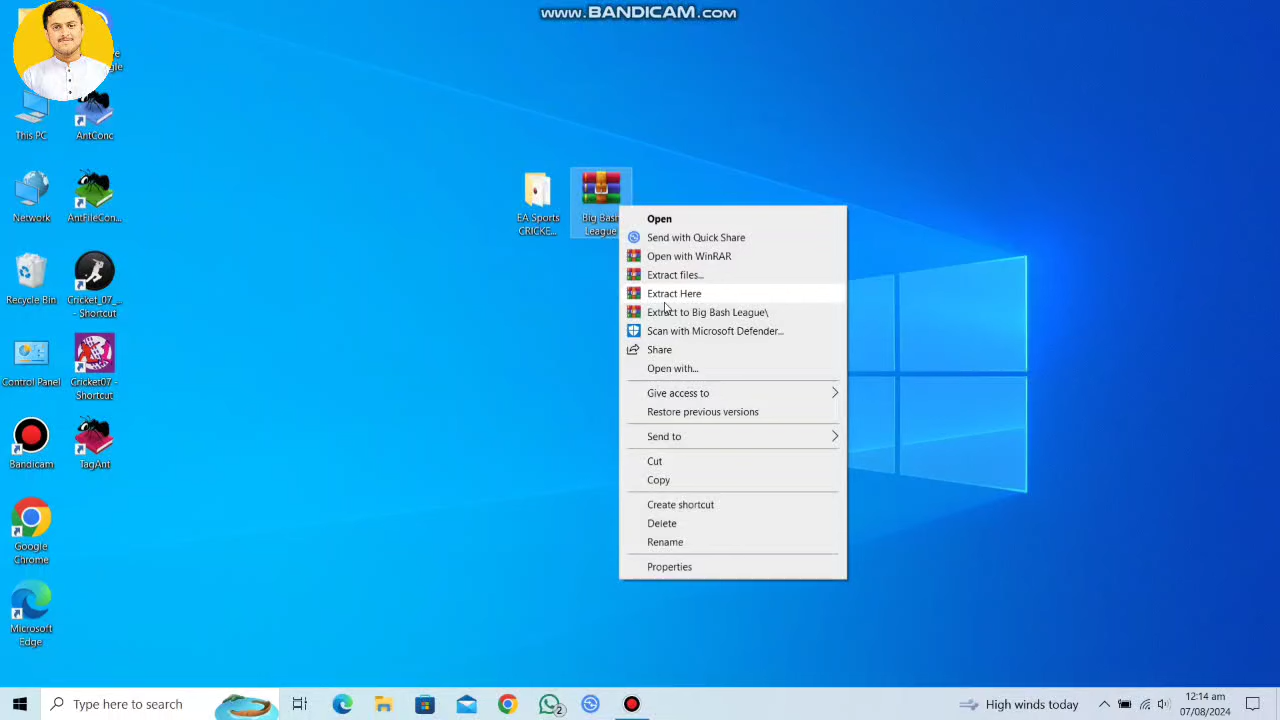 www.BANDICAM.com
This PC
AntConc
Network
AntFileCon...
Recycle Bin
Cricket_07_...
- Shortcut
Control Panel
Cricket07 -
Shortcut
Bandicam
TagAnt
Google
Chrome
Microsoft
Edge
EA Sports
CRICKE...
Big Bash
League
Open
Send with Quick Share
Open with WinRAR
Extract files...
Extract Here
Extract to Big Bash League\
Scan with Microsoft Defender...
Share
Open with...
Give access to
Restore previous versions
Send to
Cut
Copy
Create shortcut
Delete
Rename
Properties
Type here to search
2
High winds today
12:14 am
07/08/2024